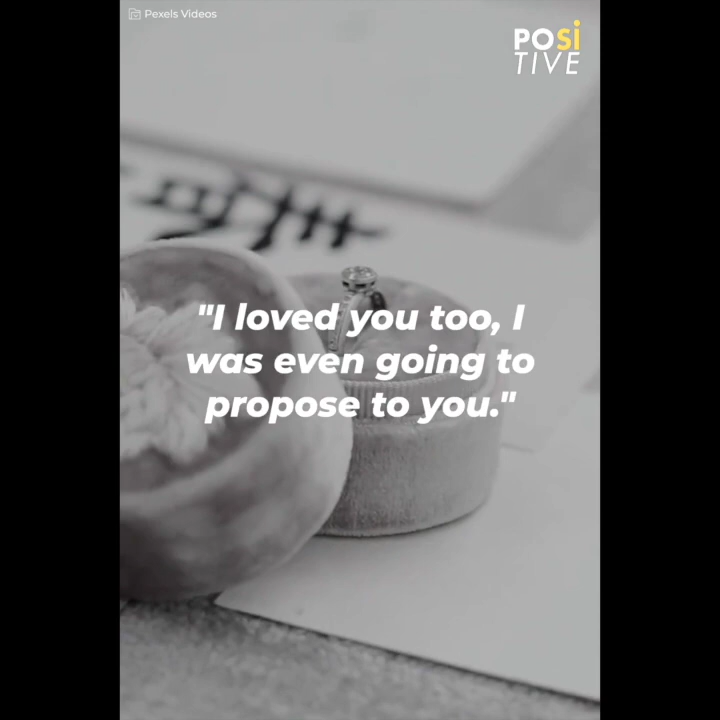 Pexels Videos
POSi
TIVE
"I loved you too, I
was even going to
propose to you."